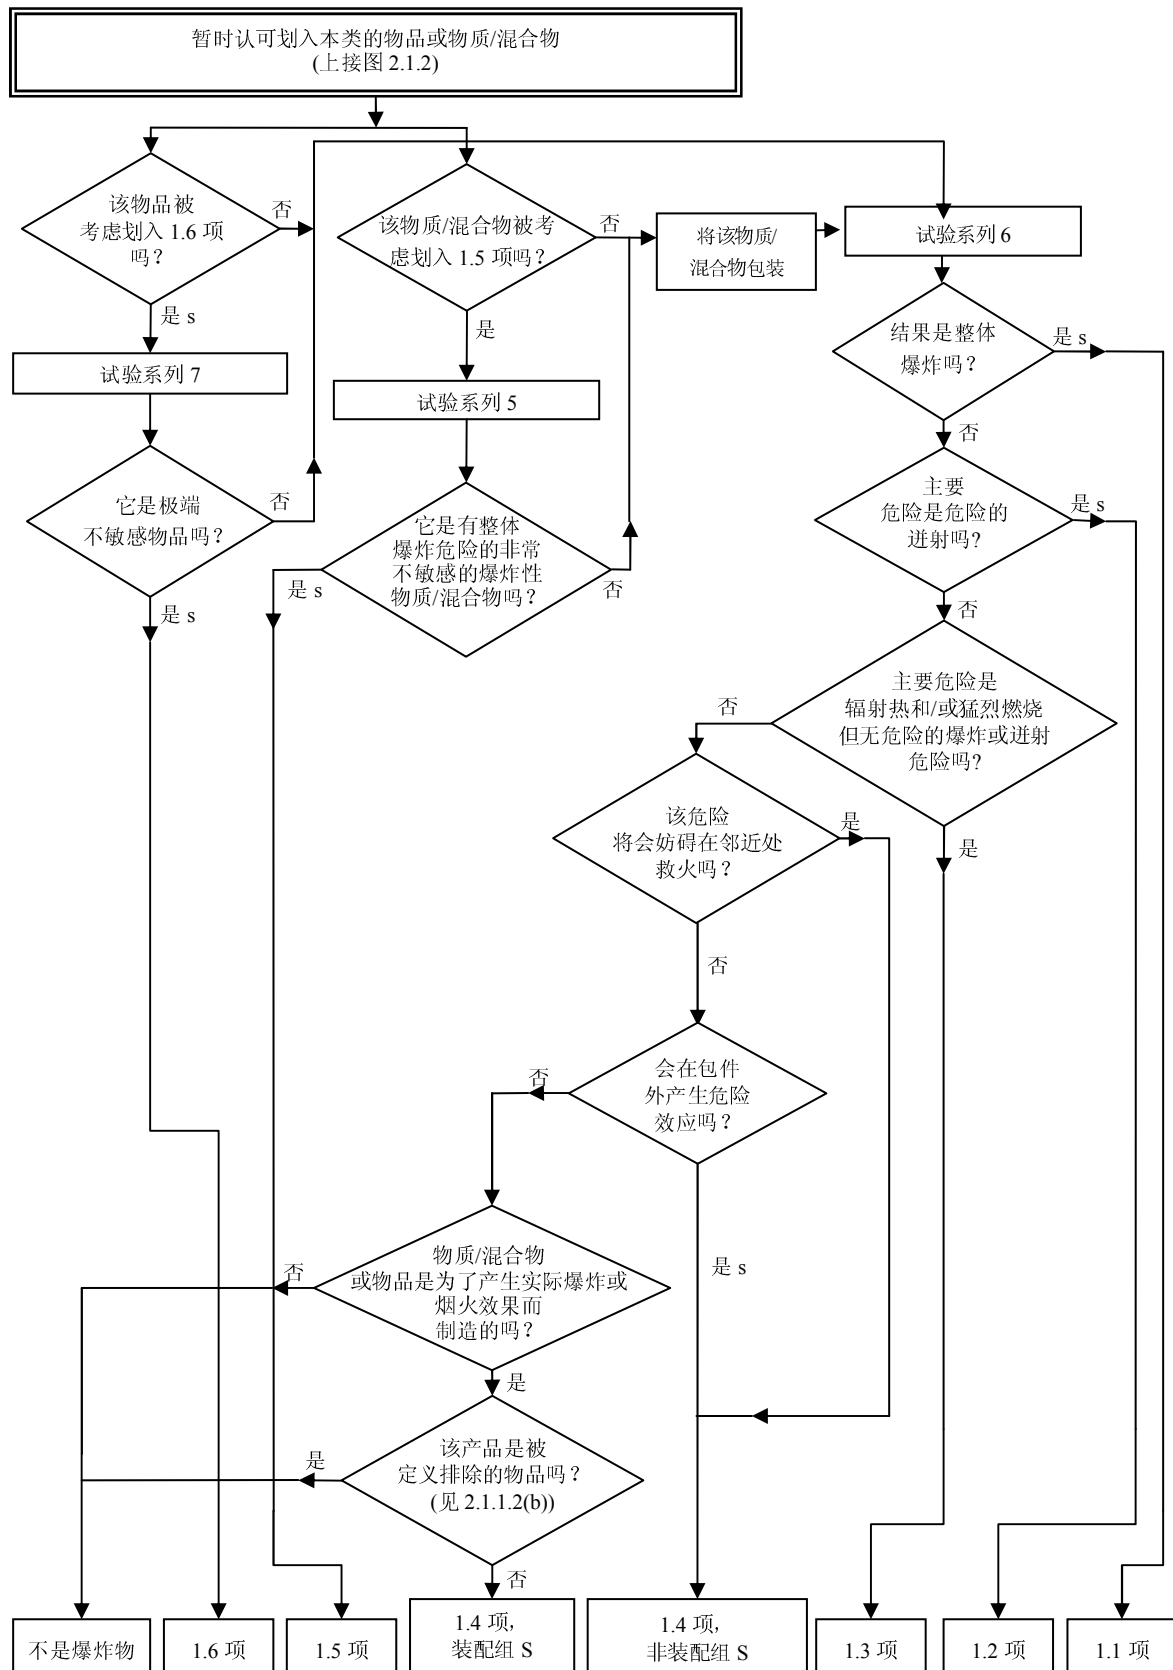 暂时认可划入本类的物品或物质/混合物
(上接图 2.1.2)
该物品被
考虑划入 1.6 项
吗？
否
是 s
试验系列 7
它是极端
不敏感物品吗？
否
是 s
该物质/混合物被考
虑划入 1.5 项吗？
否
是
试验系列 5
它是有整体
爆炸危险的非常
不敏感的爆炸性
物质/混合物吗？
是 s
否
将该物质/
混合物包装
试验系列 6
结果是整体
爆炸吗？
是 s
否
主要
危险是危险的
迸射吗？
是 s
否
主要危险是
辐射热和/或猛烈燃烧
但无危险的爆炸或迸射
危险吗?
否
是
该危险
将会妨碍在邻近处
救火吗？
是
否
会在包件
外产生危险
效应吗？
否
是 s
物质/混合物
或物品是为了产生实际爆炸或
烟火效果而
制造的吗？
否
是
该产品是被
定义排除的物品吗？
(见 2.1.1.2(b))
是
否
不是爆炸物
1.6 项
1.5 项
1.4 项，
装配组 S
1.4 项，
非装配组 S
1.3 项
1.2 项
1.1 项